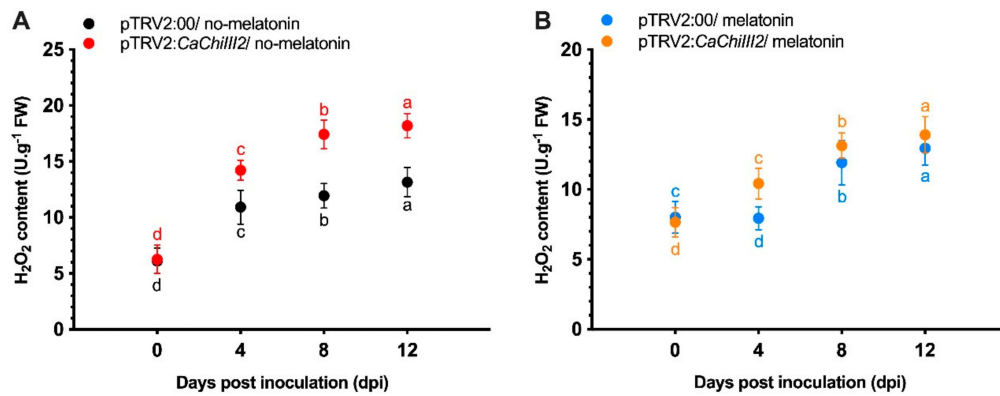 A
pTRV2:00/ no-melatonin
pTRV2:CaChiIII2/ no-melatonin
25
20
15
10
5
0
H₂O₂ content (U.g⁻¹ FW)
d
c
b
a
d
c
b
a
0 4 8 12
Days post inoculation (dpi)
B
pTRV2:00/ melatonin
pTRV2:CaChiIII2/ melatonin
20
15
10
5
0
H₂O₂ content (U.g⁻¹ FW)
c
c
b
a
d
d
b
a
0 4 8 12
Days post inoculation (dpi)